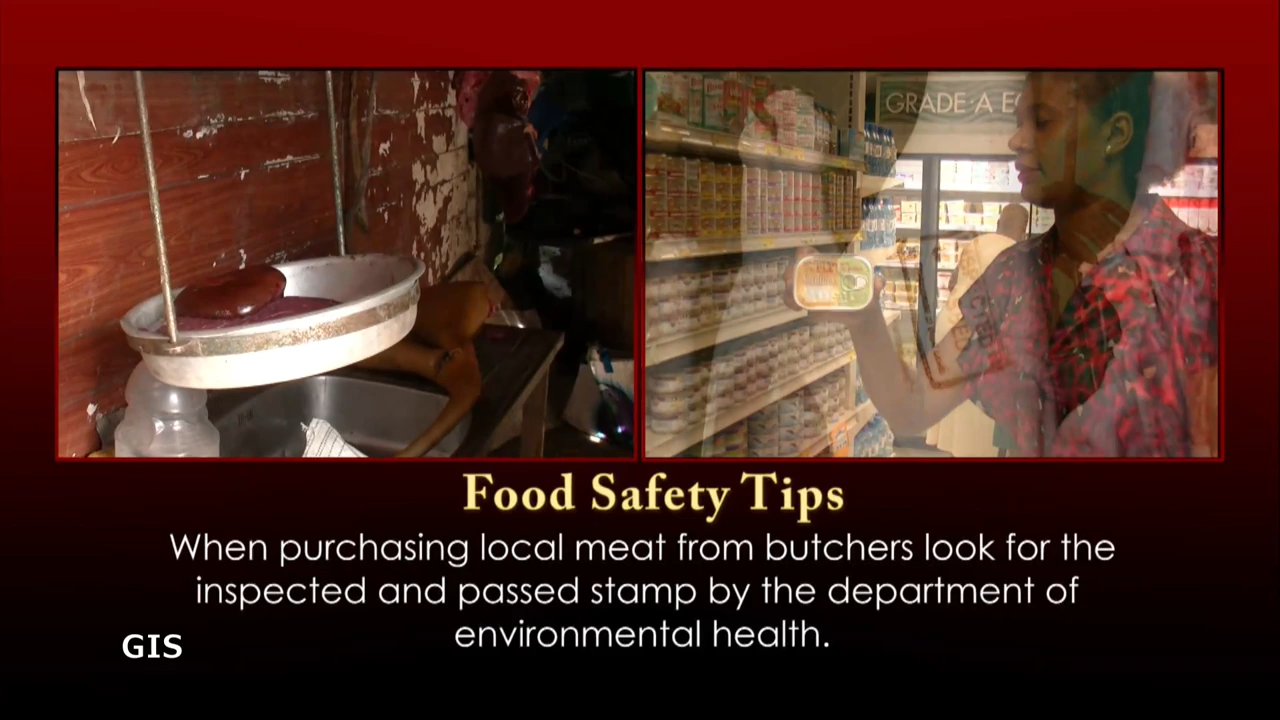 GRADE A EG
Food Safety Tips
When purchasing local meat from butchers look for the
inspected and passed stamp by the department of
environmental health.
GIS